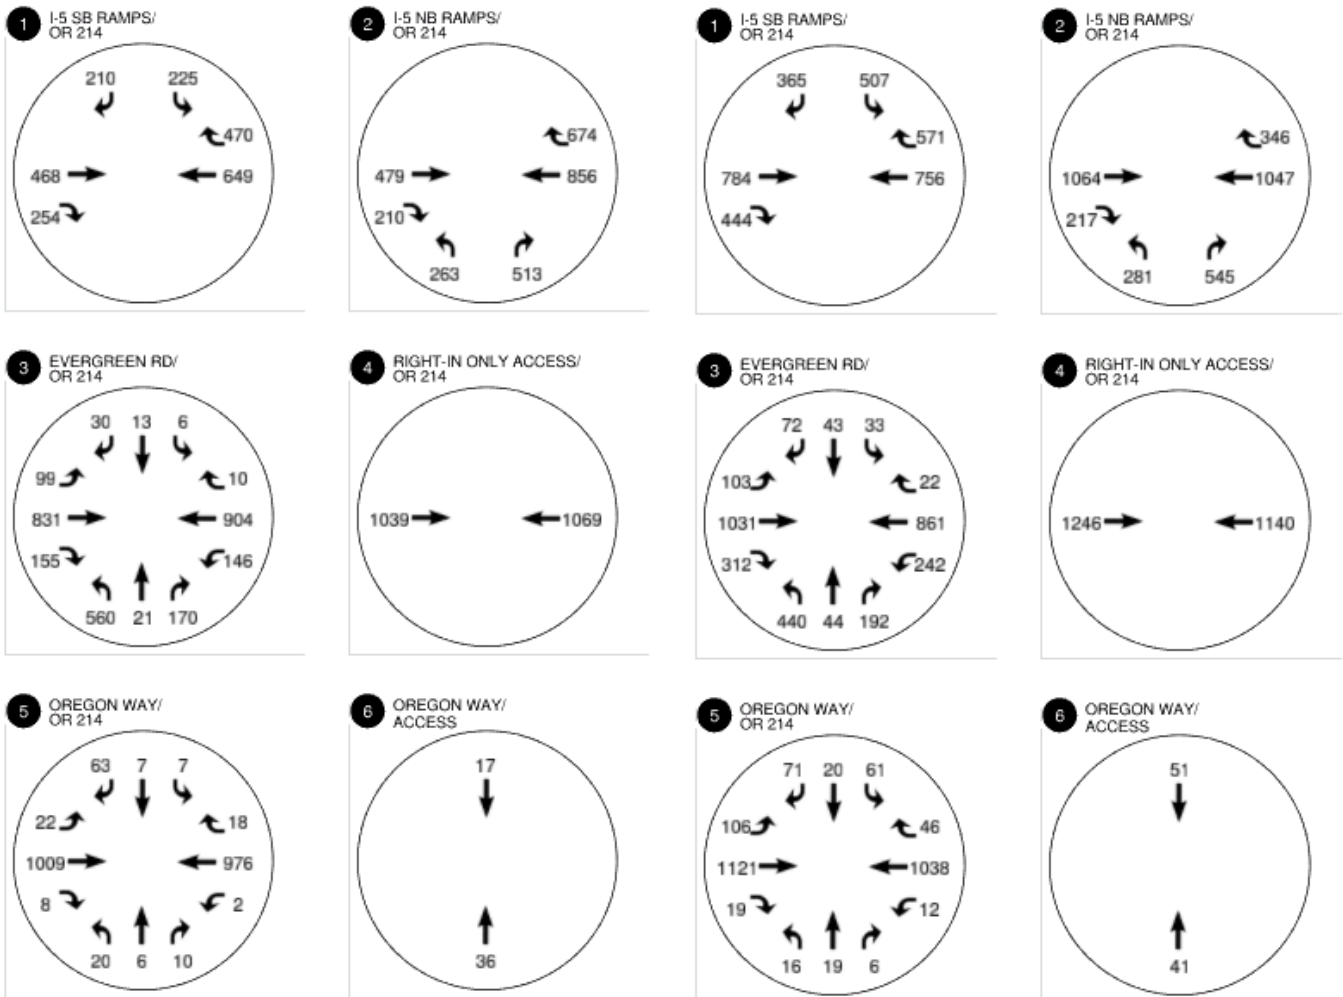 1 I-5 SB RAMPS/
OR 214
210 225
470
468 649
254
2 I-5 NB RAMPS/
OR 214
674
479 856
210
263 513
1 I-5 SB RAMPS/
OR 214
365 507
571
784 756
444
2 I-5 NB RAMPS/
OR 214
346
1064 1047
217
281 545
3 EVERGREEN RD/
OR 214
30 13 6
99 10
831 904
155 146
560 21 170
4 RIGHT-IN ONLY ACCESS/
OR 214
1039 1069
3 EVERGREEN RD/
OR 214
72 43 33
103 22
1031 861
312 242
440 44 192
4 RIGHT-IN ONLY ACCESS/
OR 214
1246 1140
5 OREGON WAY/
OR 214
63 7 7
22 18
1009 976
8 2
20 6 10
6 OREGON WAY/
ACCESS
17
36
5 OREGON WAY/
OR 214
71 20 61
106 46
1121 1038
19 12
16 19 6
6 OREGON WAY/
ACCESS
51
41